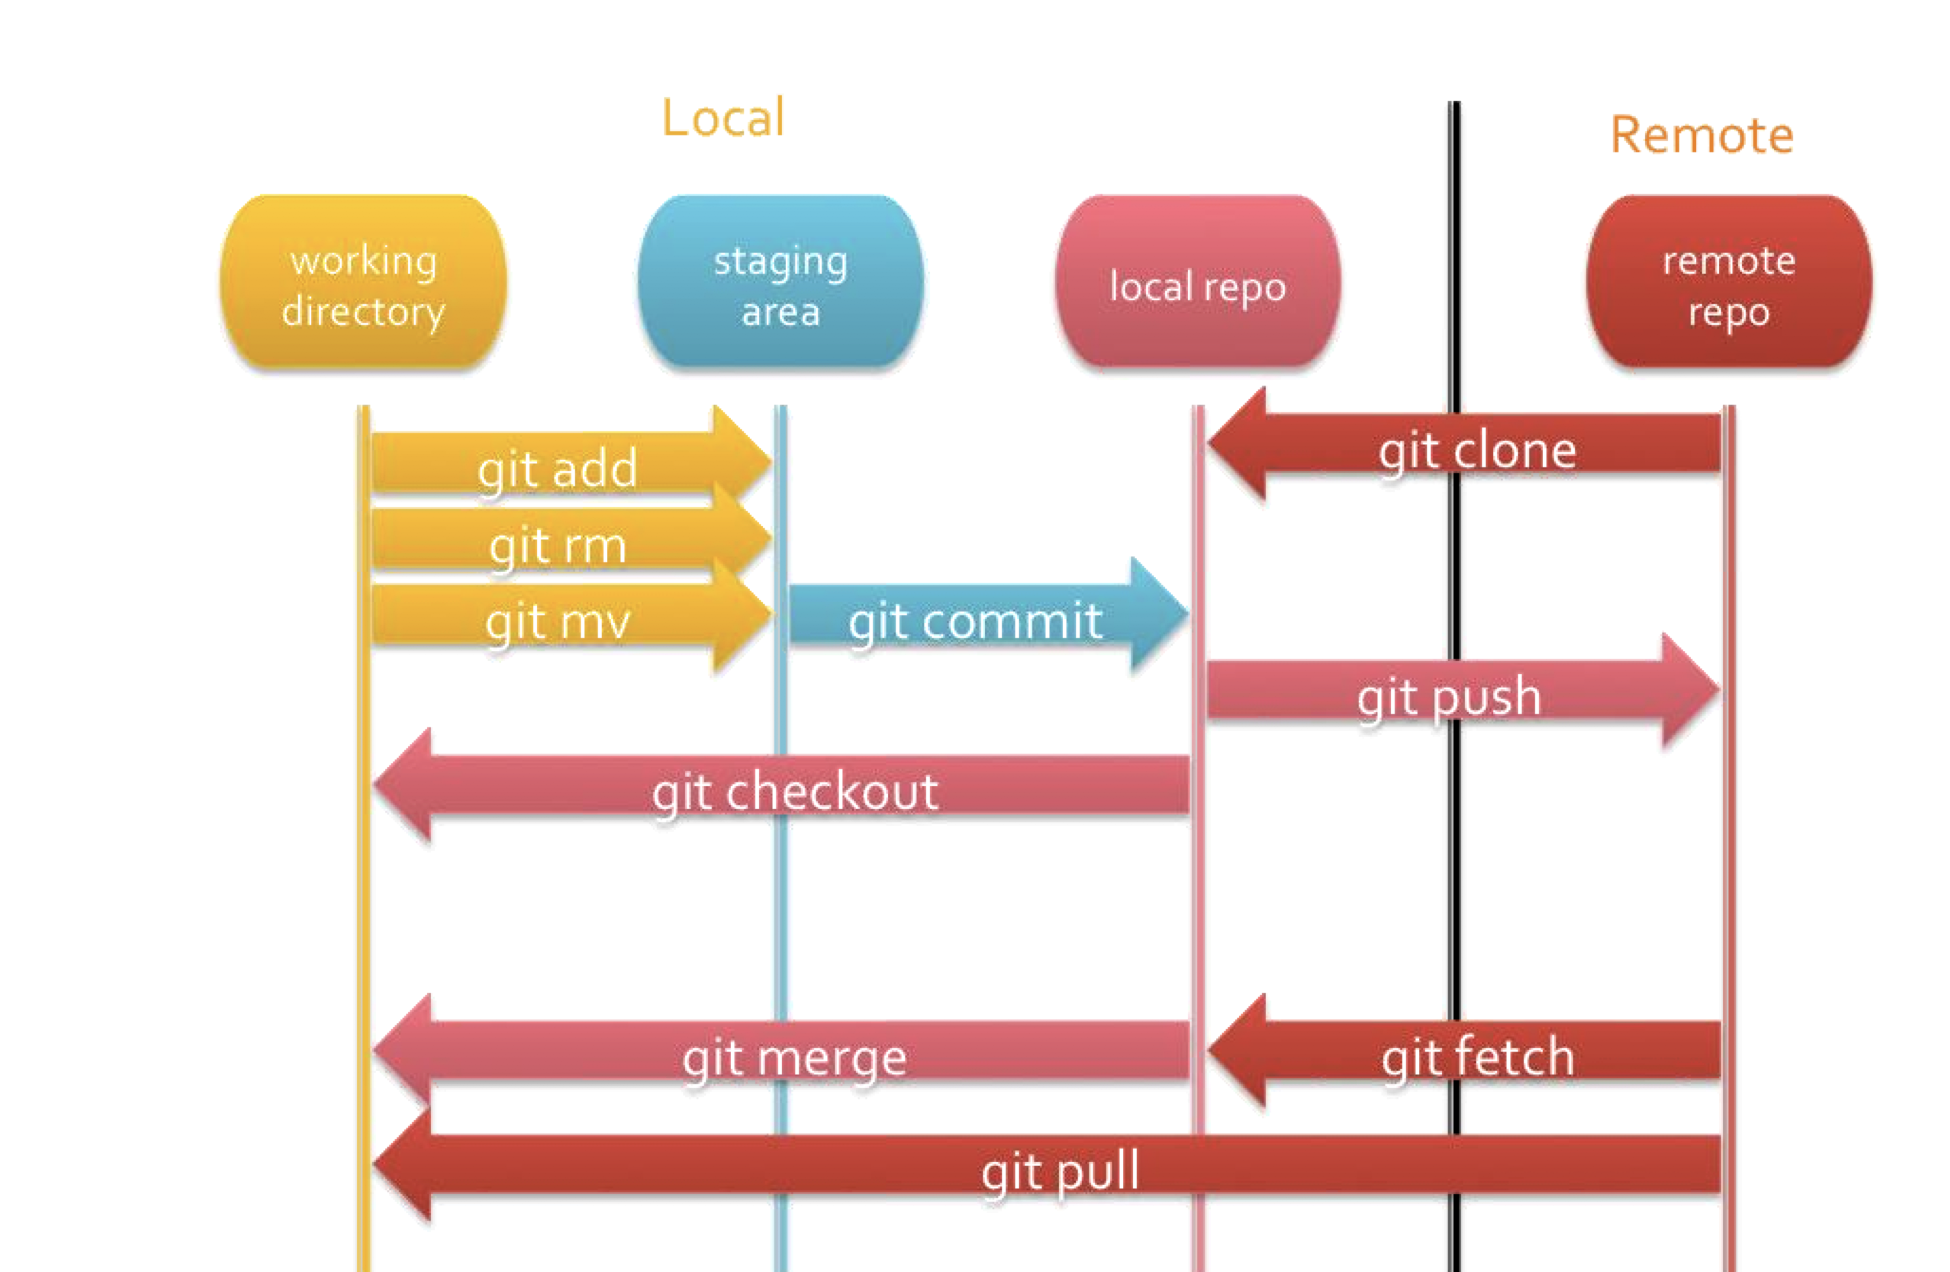 Local
Remote
working
directory
staging
area
local repo
remote
repo
git add
git clone
git rm
git mv
git commit
git push
git checkout
git merge
git fetch
git pull